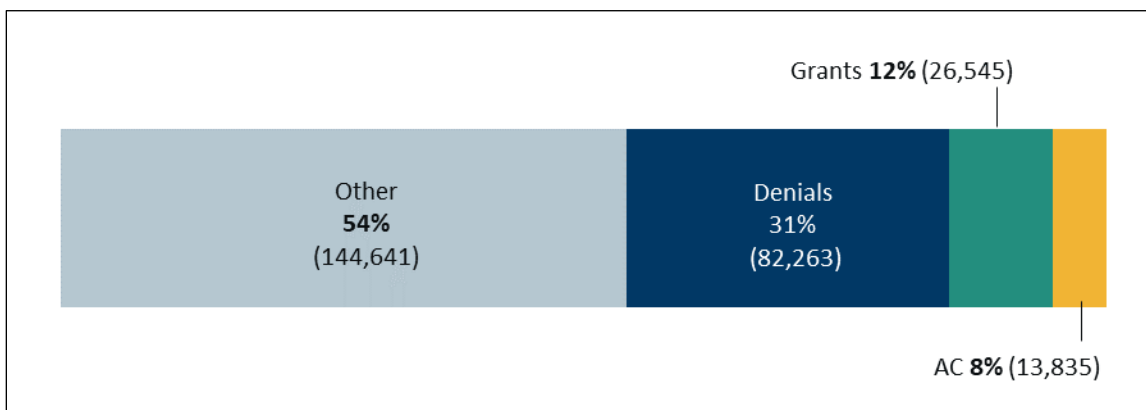 Grants 12% (26,545)
Other
54%
(144,641)
Denials
31%
(82,263)
AC 8% (13,835)